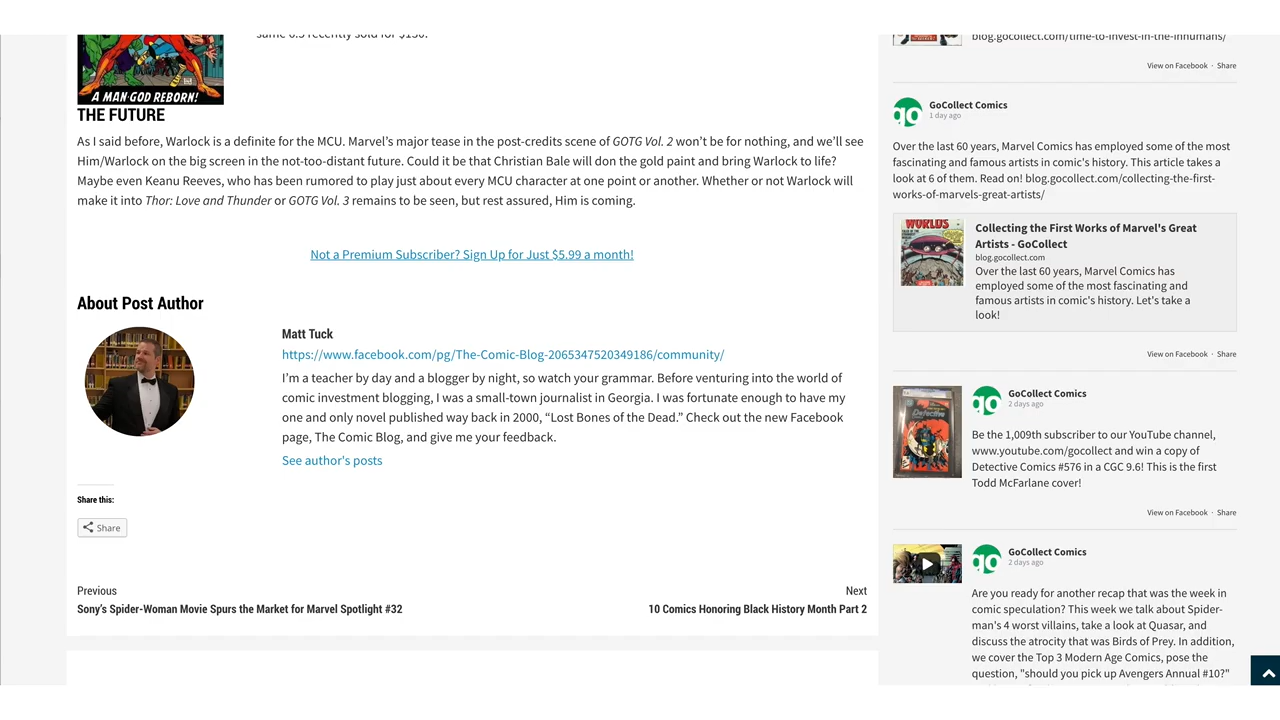 same 6.5 recently sold for $130.
A MAN-GOD REBORN!
THE FUTURE
As I said before, Warlock is a definite for the MCU. Marvel’s major tease in the post-credits scene of GOTG Vol. 2 won’t be for nothing, and we’ll see
Him/Warlock on the big screen in the not-too-distant future. Could it be that Christian Bale will don the gold paint and bring Warlock to life?
Maybe even Keanu Reeves, who has been rumored to play just about every MCU character at one point or another. Whether or not Warlock will
make it into Thor: Love and Thunder or GOTG Vol. 3 remains to be seen, but rest assured, Him is coming.
Not a Premium Subscriber? Sign Up for Just $5.99 a month!
About Post Author
Matt Tuck
https://www.facebook.com/pg/The-Comic-Blog-2065347520349186/community/
I’m a teacher by day and a blogger by night, so watch your grammar. Before venturing into the world of
comic investment blogging, I was a small-town journalist in Georgia. I was fortunate enough to have my
one and only novel published way back in 2000, “Lost Bones of the Dead.” Check out the new Facebook
page, The Comic Blog, and give me your feedback.
See author's posts
Share this:
Share
Previous
Sony’s Spider-Woman Movie Spurs the Market for Marvel Spotlight #32
Next
10 Comics Honoring Black History Month Part 2
blog.gocollect.com/time-to-invest-in-the-inhumans/
View on Facebook · Share
go
GoCollect Comics
1 day ago
Over the last 60 years, Marvel Comics has employed some of the most
fascinating and famous artists in comic's history. This article takes a
look at 6 of them. Read on! blog.gocollect.com/collecting-the-first-
works-of-marvels-great-artists/
WORLDS
Collecting the First Works of Marvel's Great
Artists - GoCollect
blog.gocollect.com
Over the last 60 years, Marvel Comics has
employed some of the most fascinating and
famous artists in comic's history. Let's take a
look!
View on Facebook · Share
Detective
go
GoCollect Comics
2 days ago
Be the 1,009th subscriber to our YouTube channel,
www.youtube.com/gocollect and win a copy of
Detective Comics #576 in a CGC 9.6! This is the first
Todd McFarlane cover!
View on Facebook · Share
go
GoCollect Comics
2 days ago
Are you ready for another recap that was the week in
comic speculation? This week we talk about Spider-
man's 4 worst villains, take a look at Quasar, and
discuss the atrocity that was Birds of Prey. In addition,
we cover the Top 3 Modern Age Comics, pose the
question, "should you pick up Avengers Annual #10?"